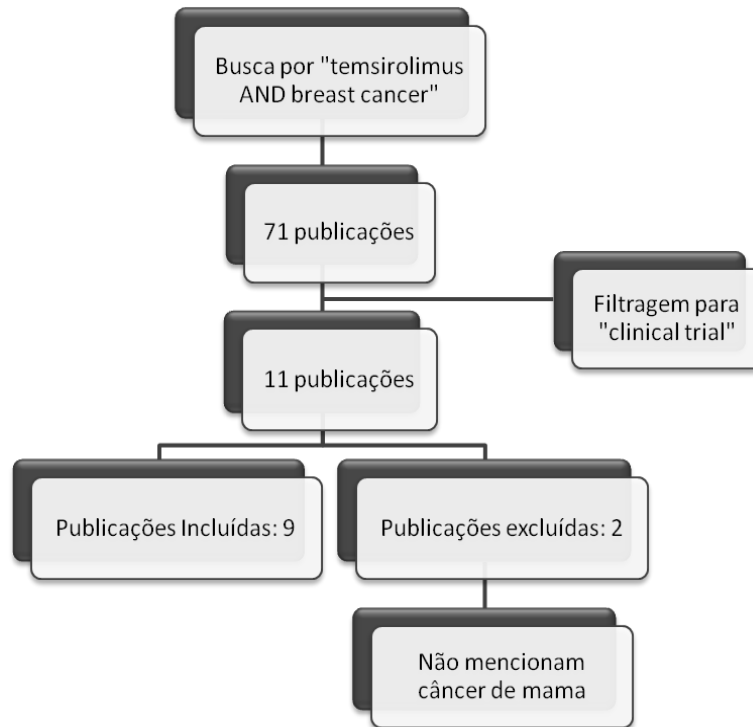 Busca por "temsirolimus
AND breast cancer"
71 publicações
Filtragem para
"clinical trial"
11 publicações
Publicações Incluídas: 9
Publicações excluídas: 2
Não mencionam
câncer de mama